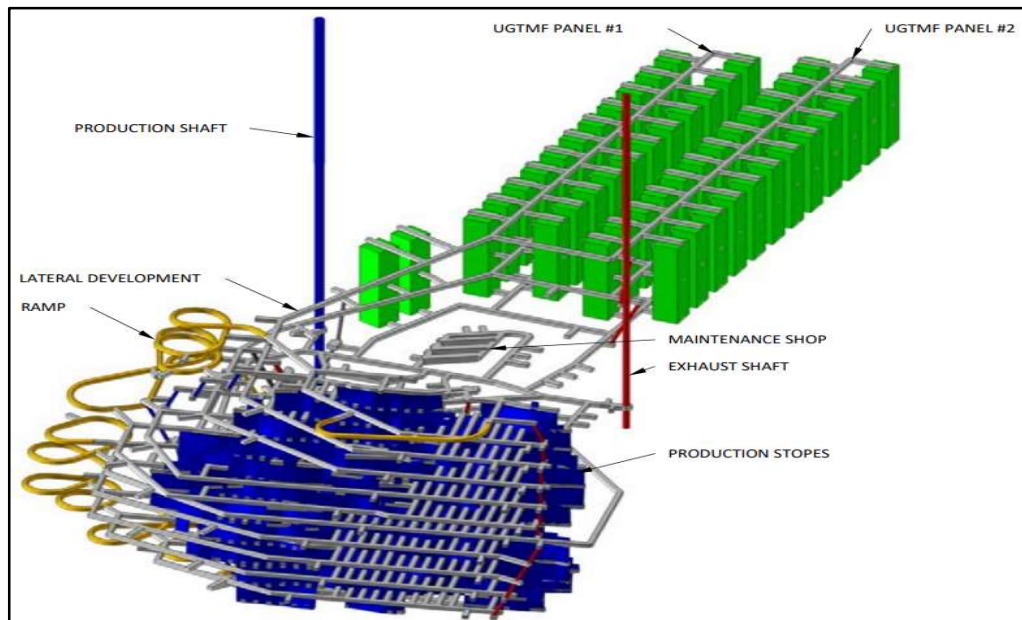 UGTMF PANEL #1
UGTMF PANEL #2
PRODUCTION SHAFT
LATERAL DEVELOPMENT
RAMP
MAINTENANCE SHOP
EXHAUST SHAFT
PRODUCTION STOPES